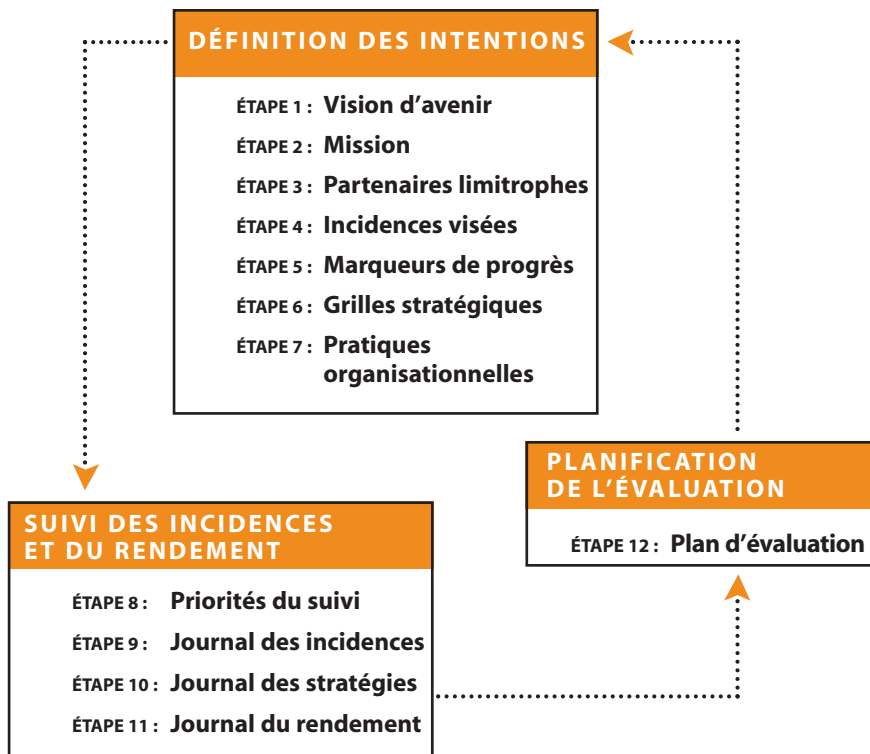 DÉFINITION DES INTENTIONS
ÉTAPE 1 : Vision d’avenir
ÉTAPE 2 : Mission
ÉTAPE 3 : Partenaires limitrophes
ÉTAPE 4 : Incidences visées
ÉTAPE 5 : Marqueurs de progrès
ÉTAPE 6 : Grilles stratégiques
ÉTAPE 7 : Pratiques
organisationnelles
SUIVI DES INCIDENCES
ET DU RENDEMENT
ÉTAPE 8 : Priorités du suivi
ÉTAPE 9 : Journal des incidences
ÉTAPE 10 : Journal des stratégies
ÉTAPE 11 : Journal du rendement
PLANIFICATION
DE L’ÉVALUATION
ÉTAPE 12 : Plan d’évaluation